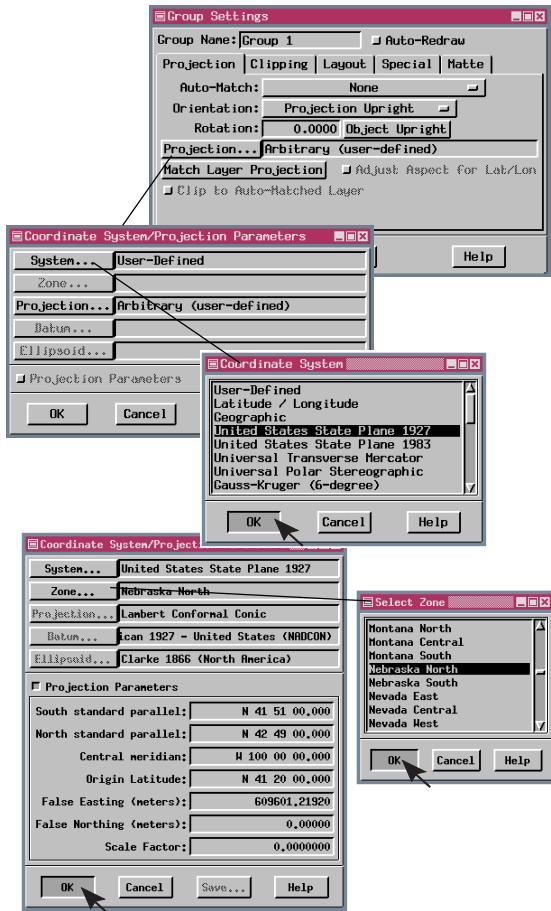 Group Settings
Group Name: Group 1 Auto-Redraw
Projection Clipping Layout Special Matte
Auto-Match: None
Orientation: Projection Upright
Rotation: 0.0000 Object Upright
Projection... Arbitrary (user-defined)
Match Layer Projection Adjust Aspect for Lat/Lon
Clip to Auto-Matched Layer
Help
Coordinate System/Projection Parameters
System... User-Defined
Zone...
Projection... Arbitrary (user-defined)
Datum...
Ellipsoid...
Projection Parameters
OK Cancel
Coordinate System
User-Defined
Latitude / Longitude
Geographic
United States State Plane 1927
United States State Plane 1983
Universal Transverse Mercator
Universal Polar Stereographic
Gauss-Kruger (6-degree)
OK Cancel Help
Coordinate System/Projecti
System... United States State Plane 1927
Zone... Nebraska North
Projection... Lambert Conformal Conic
Datum... ican 1927 - United States (NADCON)
Ellipsoid... Clarke 1866 (North America)
Projection Parameters
South standard parallel: N 41 51 00.000
North standard parallel: N 42 49 00.000
Central meridian: W 100 00 00.000
Origin Latitude: N 41 20 00.000
False Easting (meters): 609601.21920
False Northing (meters): 0.00000
Scale Factor: 0.0000000
OK Cancel Save... Help
Select Zone
Montana North
Montana Central
Montana South
Nebraska North
Nebraska South
Nevada East
Nevada Central
Nevada West
OK Cancel Help